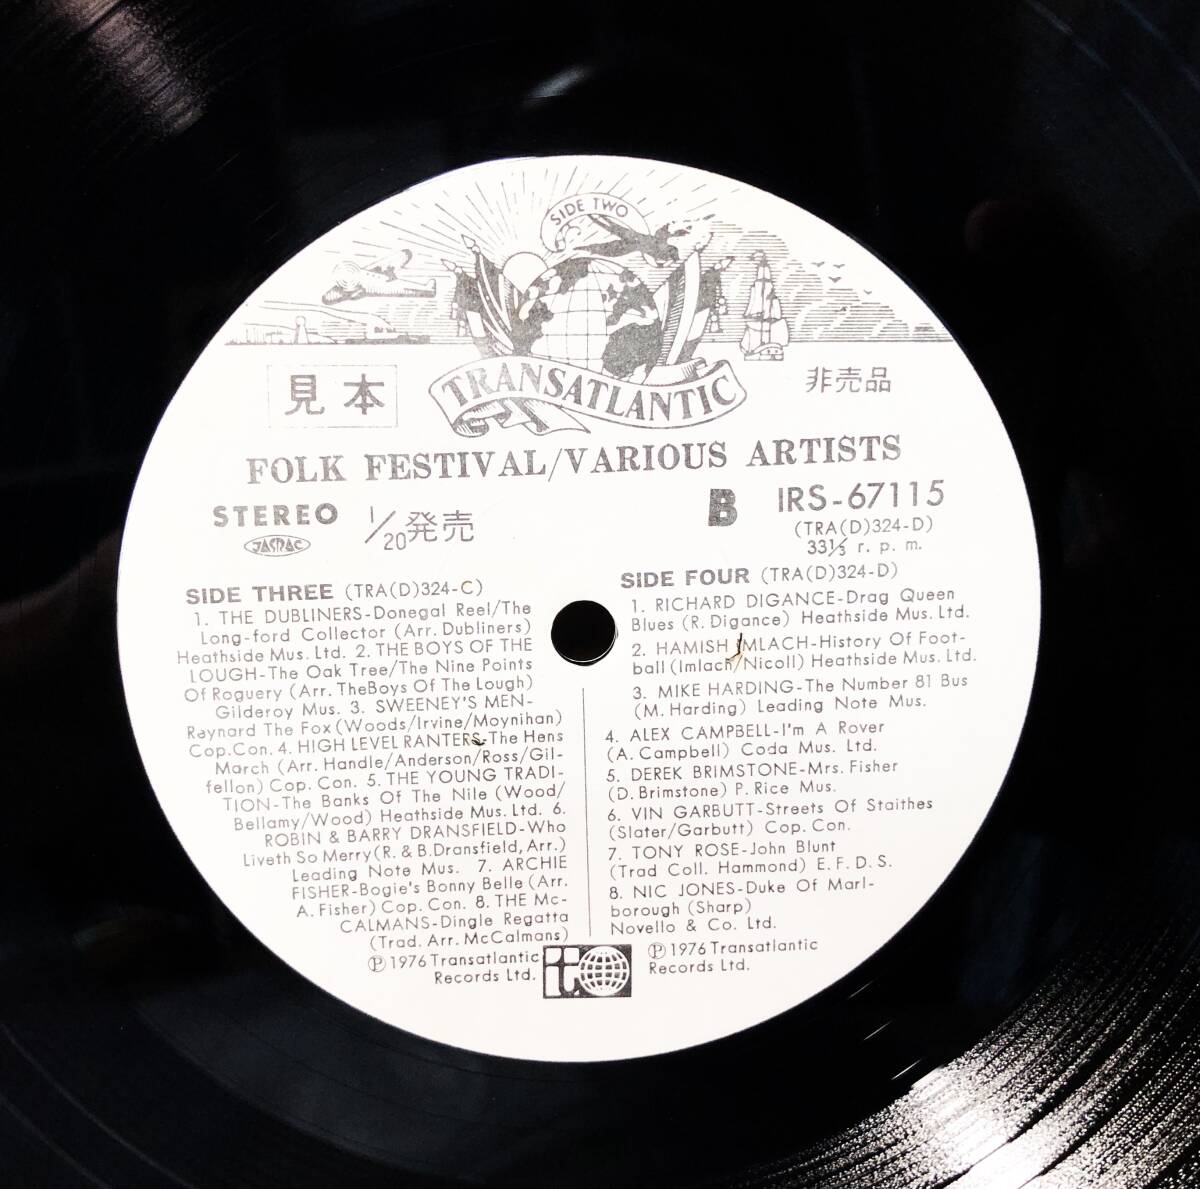 SIDE TWO
TRANSATLANTIC
見本
非売品
FOLK FESTIVAL/VARIOUS ARTISTS
STEREO
JASRAC
1/20発売
B
IRS-67115
(TRA(D)324-D)
33⅓ r. p. m.
SIDE THREE (TRA(D)324-C)
1. THE DUBLINERS-Donegal Reel/The
Long-ford Collector (Arr. Dubliners)
Heathside Mus. Ltd. 2. THE BOYS OF THE
LOUGH-The Oak Tree/The Nine Points
Of Roguery (Arr. TheBoys Of The Lough)
Gilderoy Mus. 3. SWEENEY'S MEN-
Raynard The Fox(Woods/Irvine/Moynihan)
Cop.Con. 4. HIGH LEVEL RANTERS-The Hens
March (Arr. Handle/Anderson/Ross/Gil-
fellon) Cop. Con. 5. THE YOUNG TRADI-
TION-The Banks Of The Nile (Wood/
Bellamy/Wood) Heathside Mus. Ltd. 6.
ROBIN & BARRY DRANSFIELD-Who
Liveth So Merry(R. & B.Dransfield, Arr.)
Leading Note Mus. 7. ARCHIE
FISHER-Bogie's Bonny Belle (Arr.
A. Fisher) Cop. Con. 8. THE Mc-
CALMANS-Dingle Regatta
(Trad. Arr. McCalmans)
℗1976 Transatlantic
Records Ltd.
SIDE FOUR (TRA(D)324-D)
1. RICHARD DIGANCE-Drag Queen
Blues (R. Digance) Heathside Mus. Ltd.
2. HAMISH IMLACH-History Of Foot-
ball (Imlach/Nicoll) Heathside Mus. Ltd.
3. MIKE HARDING-The Number 81 Bus
(M. Harding) Leading Note Mus.
4. ALEX CAMPBELL-I'm A Rover
(A. Campbell) Coda Mus. Ltd.
5. DEREK BRIMSTONE-Mrs. Fisher
(D. Brimstone) P. Rice Mus.
6. VIN GARBUTT-Streets Of Staithes
(Slater/Garbutt) Cop. Con.
7. TONY ROSE-John Blunt
(Trad Coll. Hammond) E. F. D. S.
8. NIC JONES-Duke Of Marl-
borough (Sharp)
Novello & Co. Ltd.
℗1976 Transatlantic
Records Ltd.
it